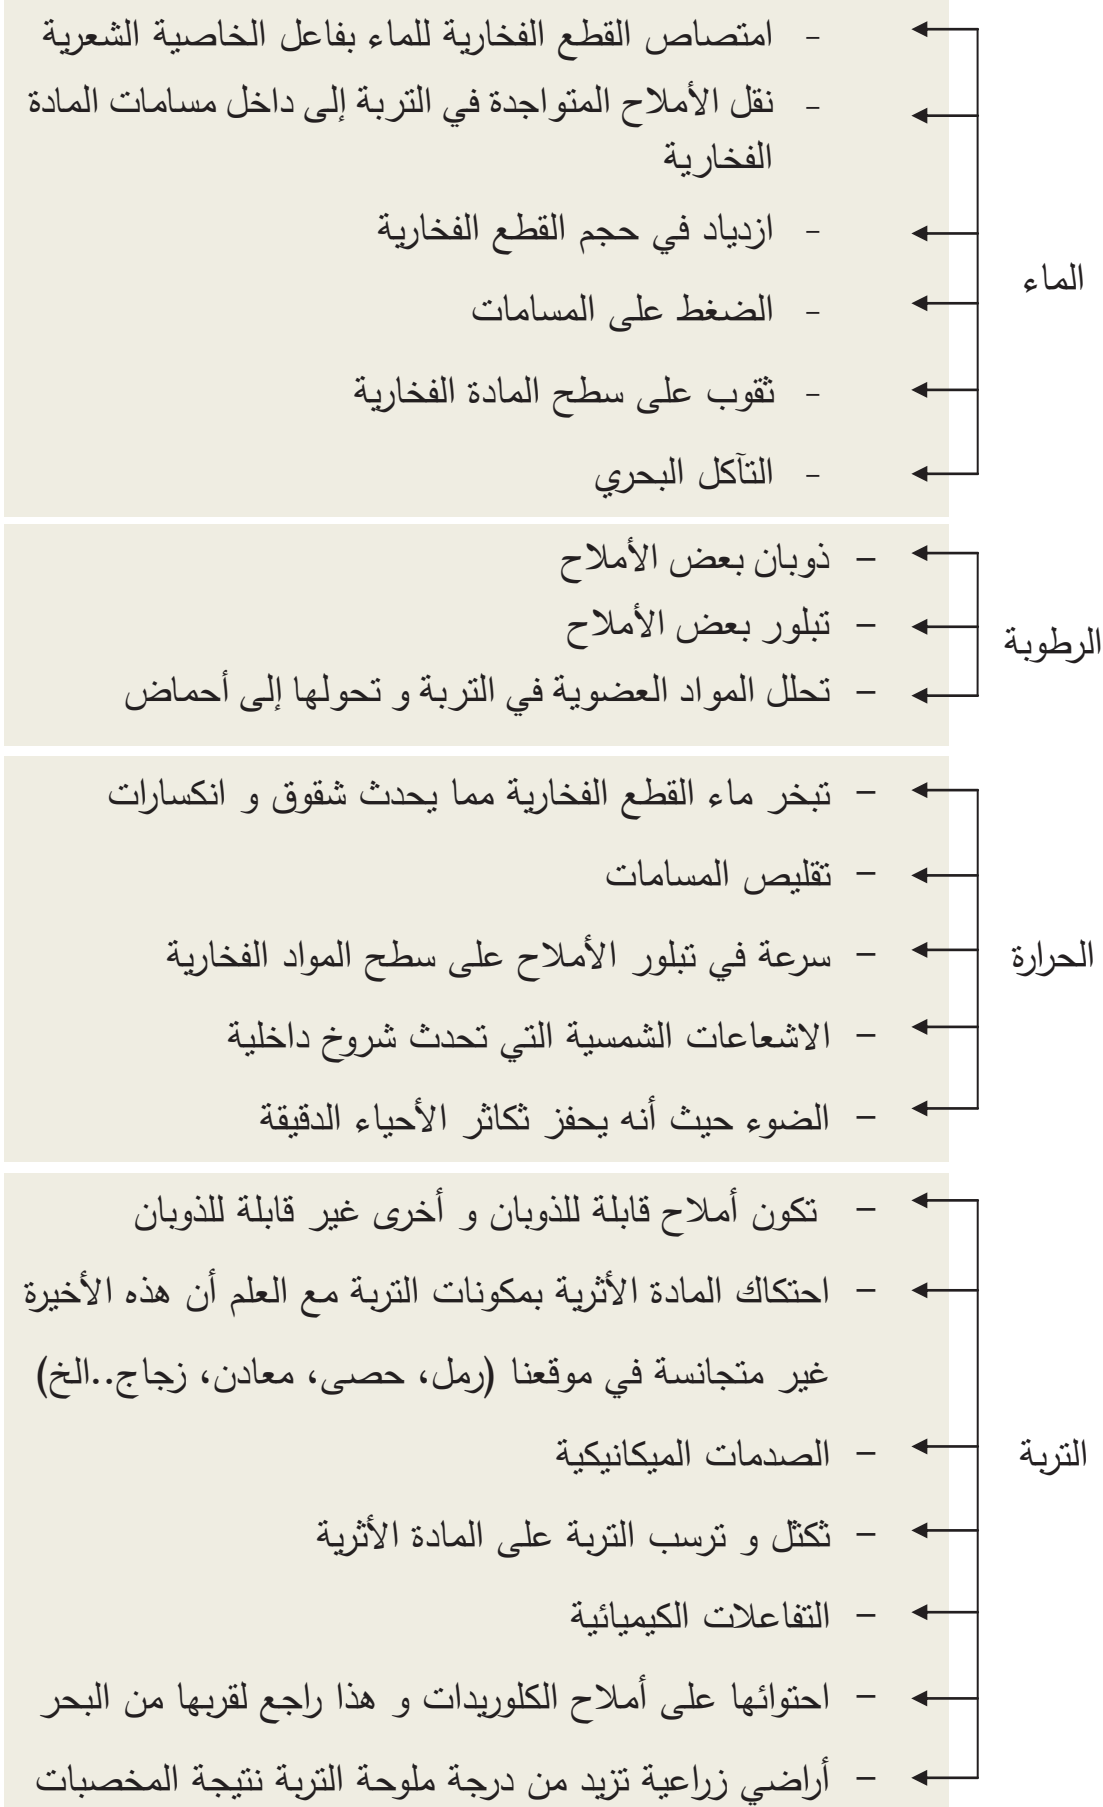 - امتصاص القطع الفخارية للماء بفاعل الخاصية الشعرية
- نقل الأملاح المتواجدة في التربة إلى داخل مسامات المادة
الفخارية
- ازدياد في حجم القطع الفخارية
الماء
- الضغط على المسامات
- ثقوب على سطح المادة الفخارية
- التآكل البحري
- ذوبان بعض الأملاح
- تبلور بعض الأملاح
الرطوبة
- تحلل المواد العضوية في التربة و تحولها إلى أحماض
- تبخر ماء القطع الفخارية مما يحدث شقوق و انكسارات
- تقليص المسامات
الحرارة
- سرعة في تبلور الأملاح على سطح المواد الفخارية
- الاشعاعات الشمسية التي تحدث شروخ داخلية
- الضوء حيث أنه يحفز ثكاثر الأحياء الدقيقة
- تكون أملاح قابلة للذوبان و أخرى غير قابلة للذوبان
- احتكاك المادة الأثرية بمكونات التربة مع العلم أن هذه الأخيرة
غير متجانسة في موقعنا (رمل، حصى، معادن، زجاج..الخ)
التربة
- الصدمات الميكانيكية
- ثكتل و ترسب التربة على المادة الأثرية
- التفاعلات الكيميائية
- احتوائها على أملاح الكلوريدات و هذا راجع لقربها من البحر
- أراضي زراعية تزيد من درجة ملوحة التربة نتيجة المخصبات